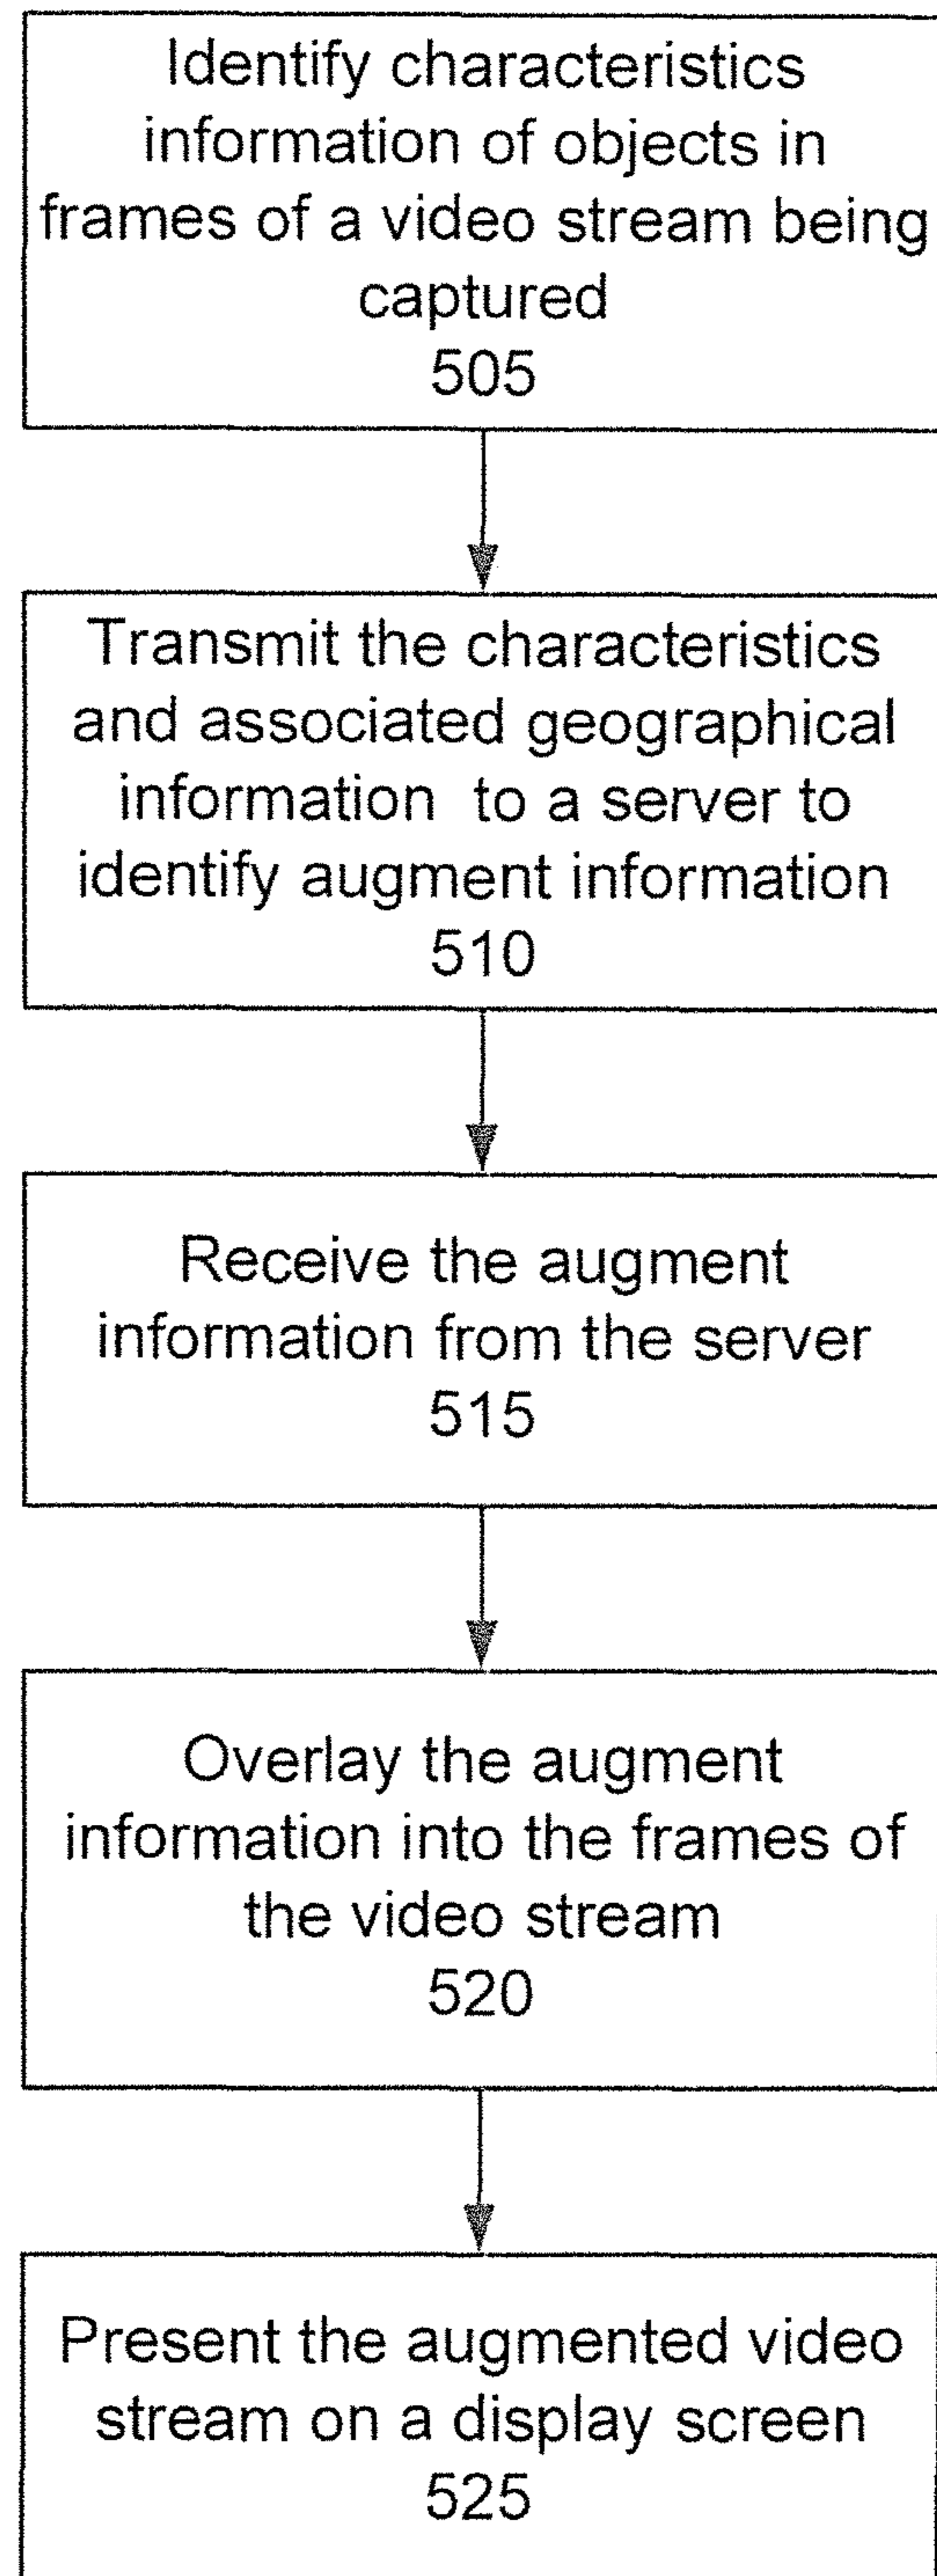 Identify characteristics
information of objects in
frames of a video stream being
captured
505
Transmit the characteristics
and associated geographical
information to a server to
identify augment information
510
Receive the augment
information from the server
515
Overlay the augment
information into the frames of
the video stream
520
Present the augmented video
stream on a display screen
525